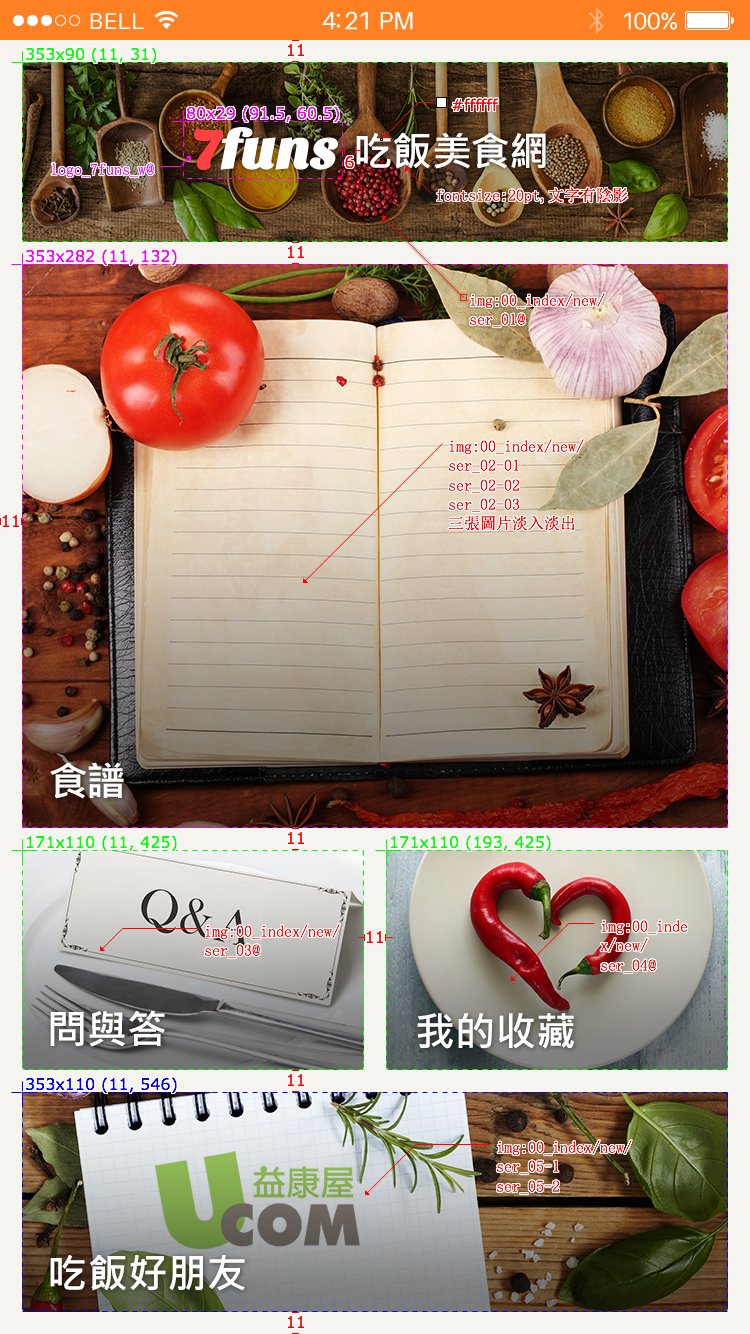 BELL
4:21 PM
100%
11
353x90 (11, 31)
80x29 (91.5, 60.5)
#ffffff
7funs
6
吃飯美食網
logo_7funs_w@
fontsize:20pt,文字有陰影
11
353x282 (11, 132)
img:00_index/new/
ser_01@
img:00_index/new/
ser_02-01
ser_02-02
ser_02-03
三張圖片淡入淡出
11
食譜
11
171x110 (11, 425)
171x110 (193, 425)
Q&A
img:00_index/new/
ser_03@
11
img:00_inde
x/new/
ser_04@
問與答
我的收藏
11
353x110 (11, 546)
img:00_index/new/
ser_05-1
ser_05-2
益康屋
UCOM
吃飯好朋友
11